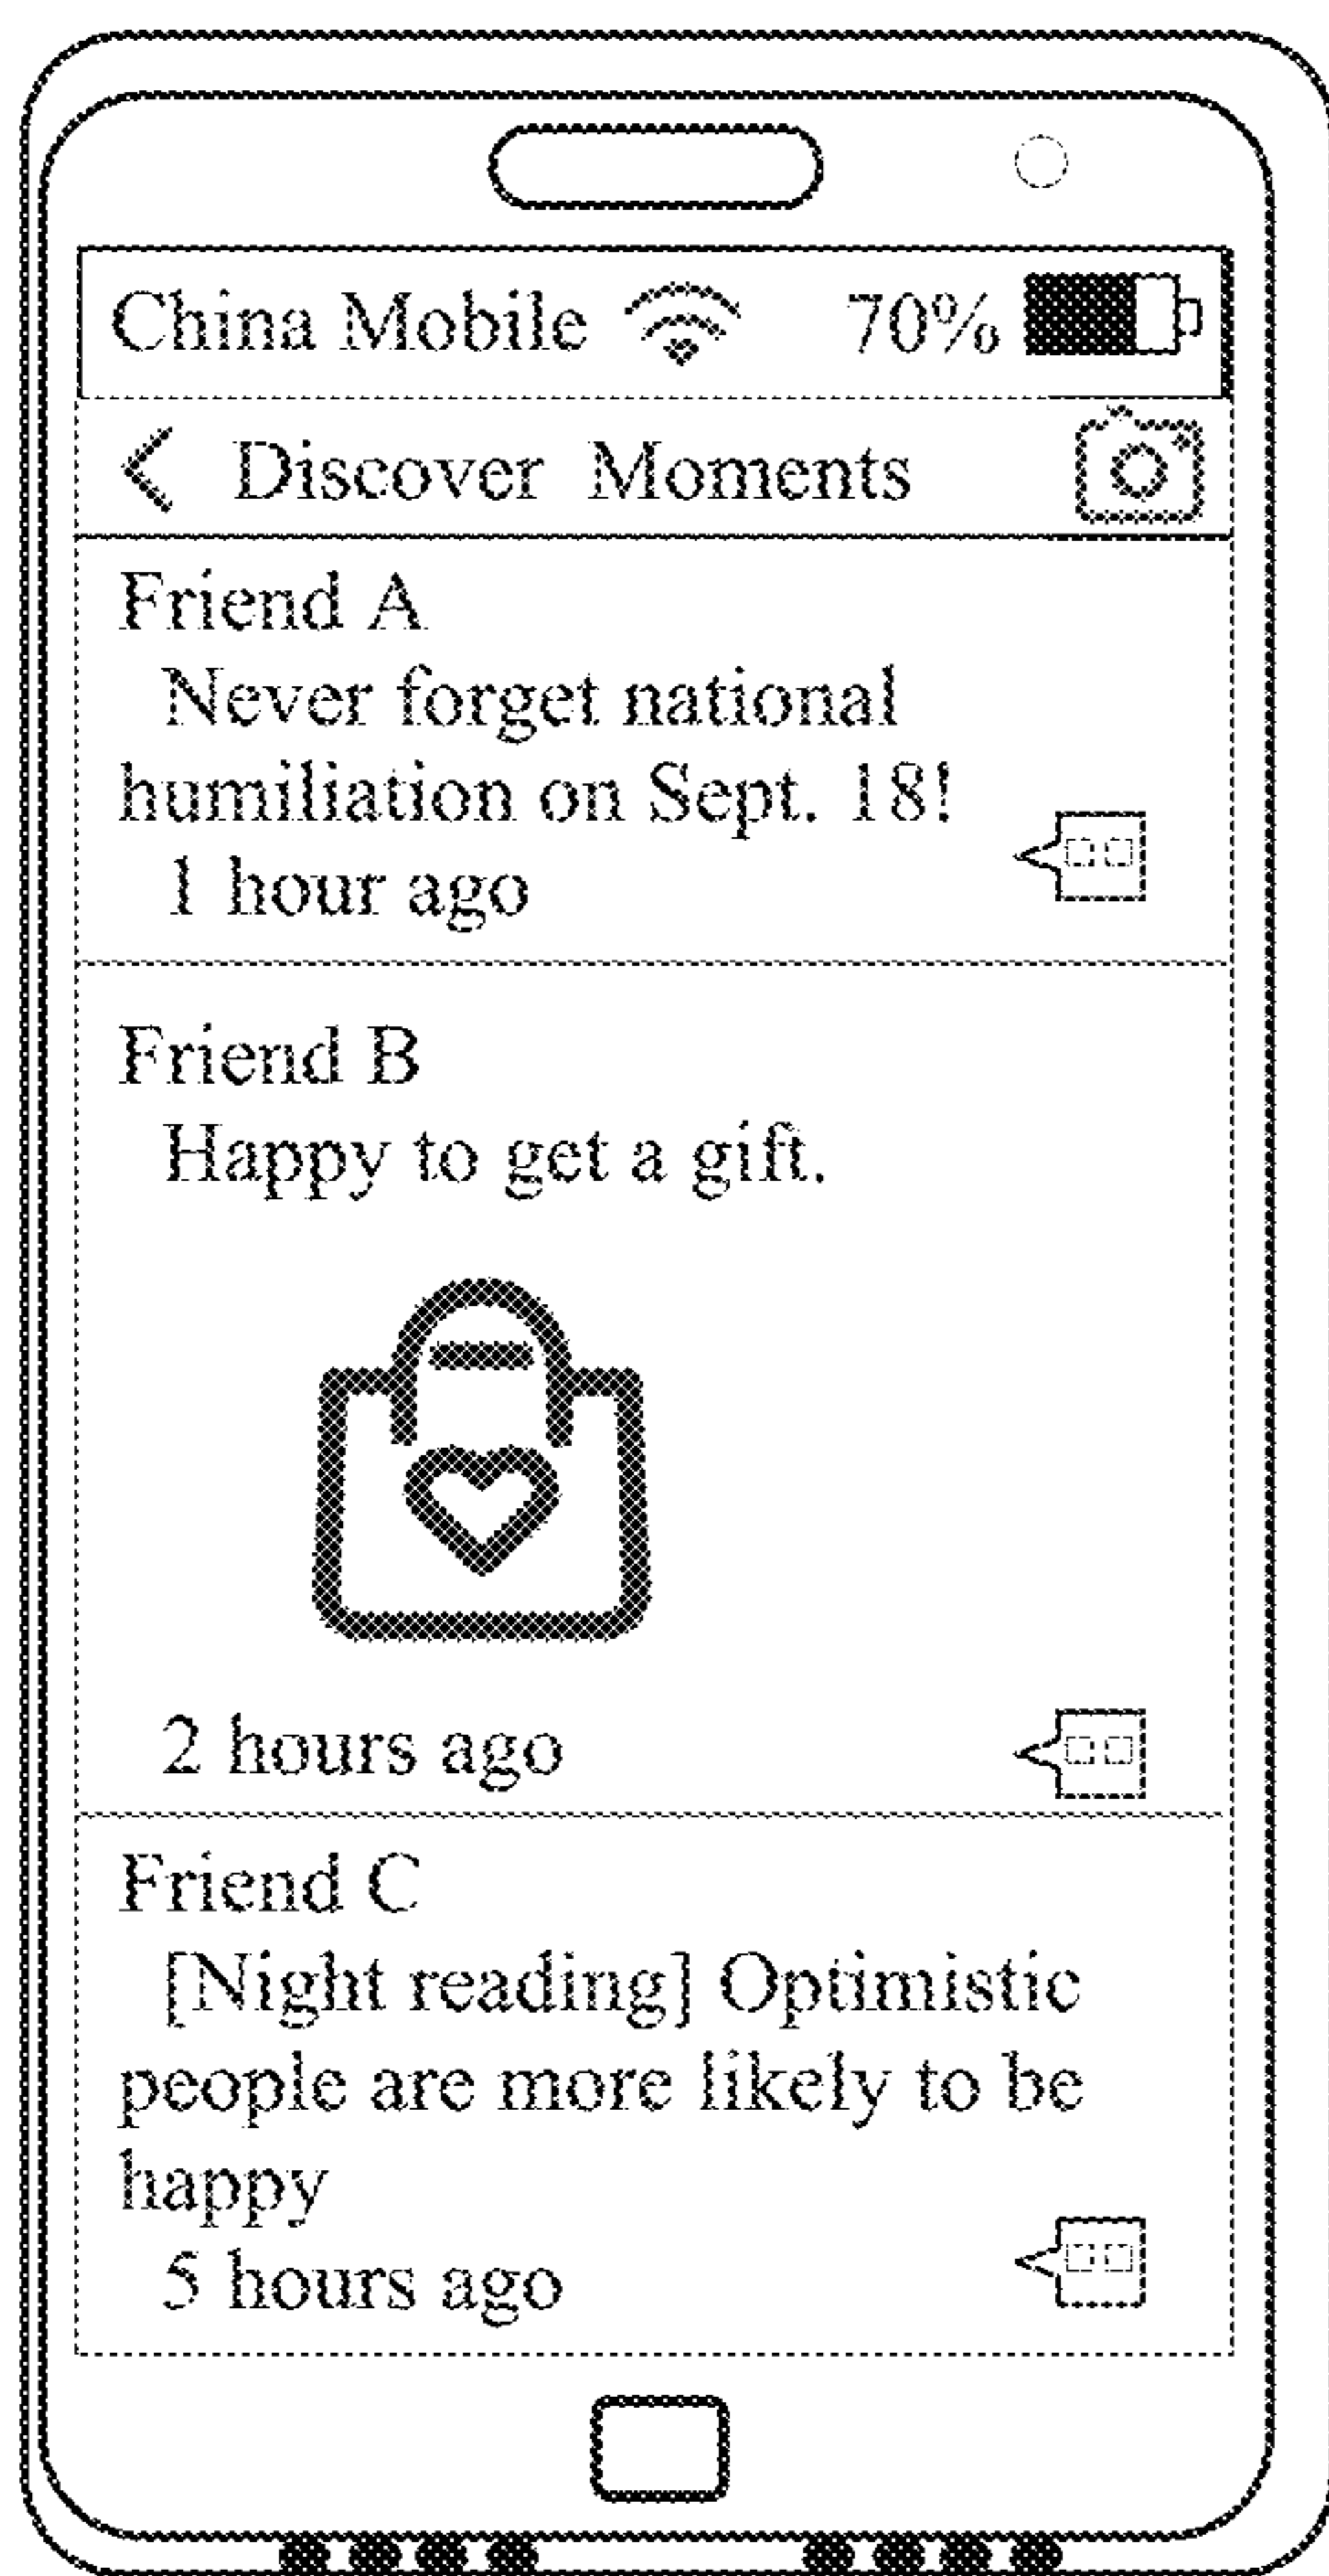 China Mobile 70%
< Discover Moments
Friend A
Never forget national
humiliation on Sept. 18!
1 hour ago
Friend B
Happy to get a gift.
2 hours ago
Friend C
[Night reading] Optimistic
people are more likely to be
happy
5 hours ago